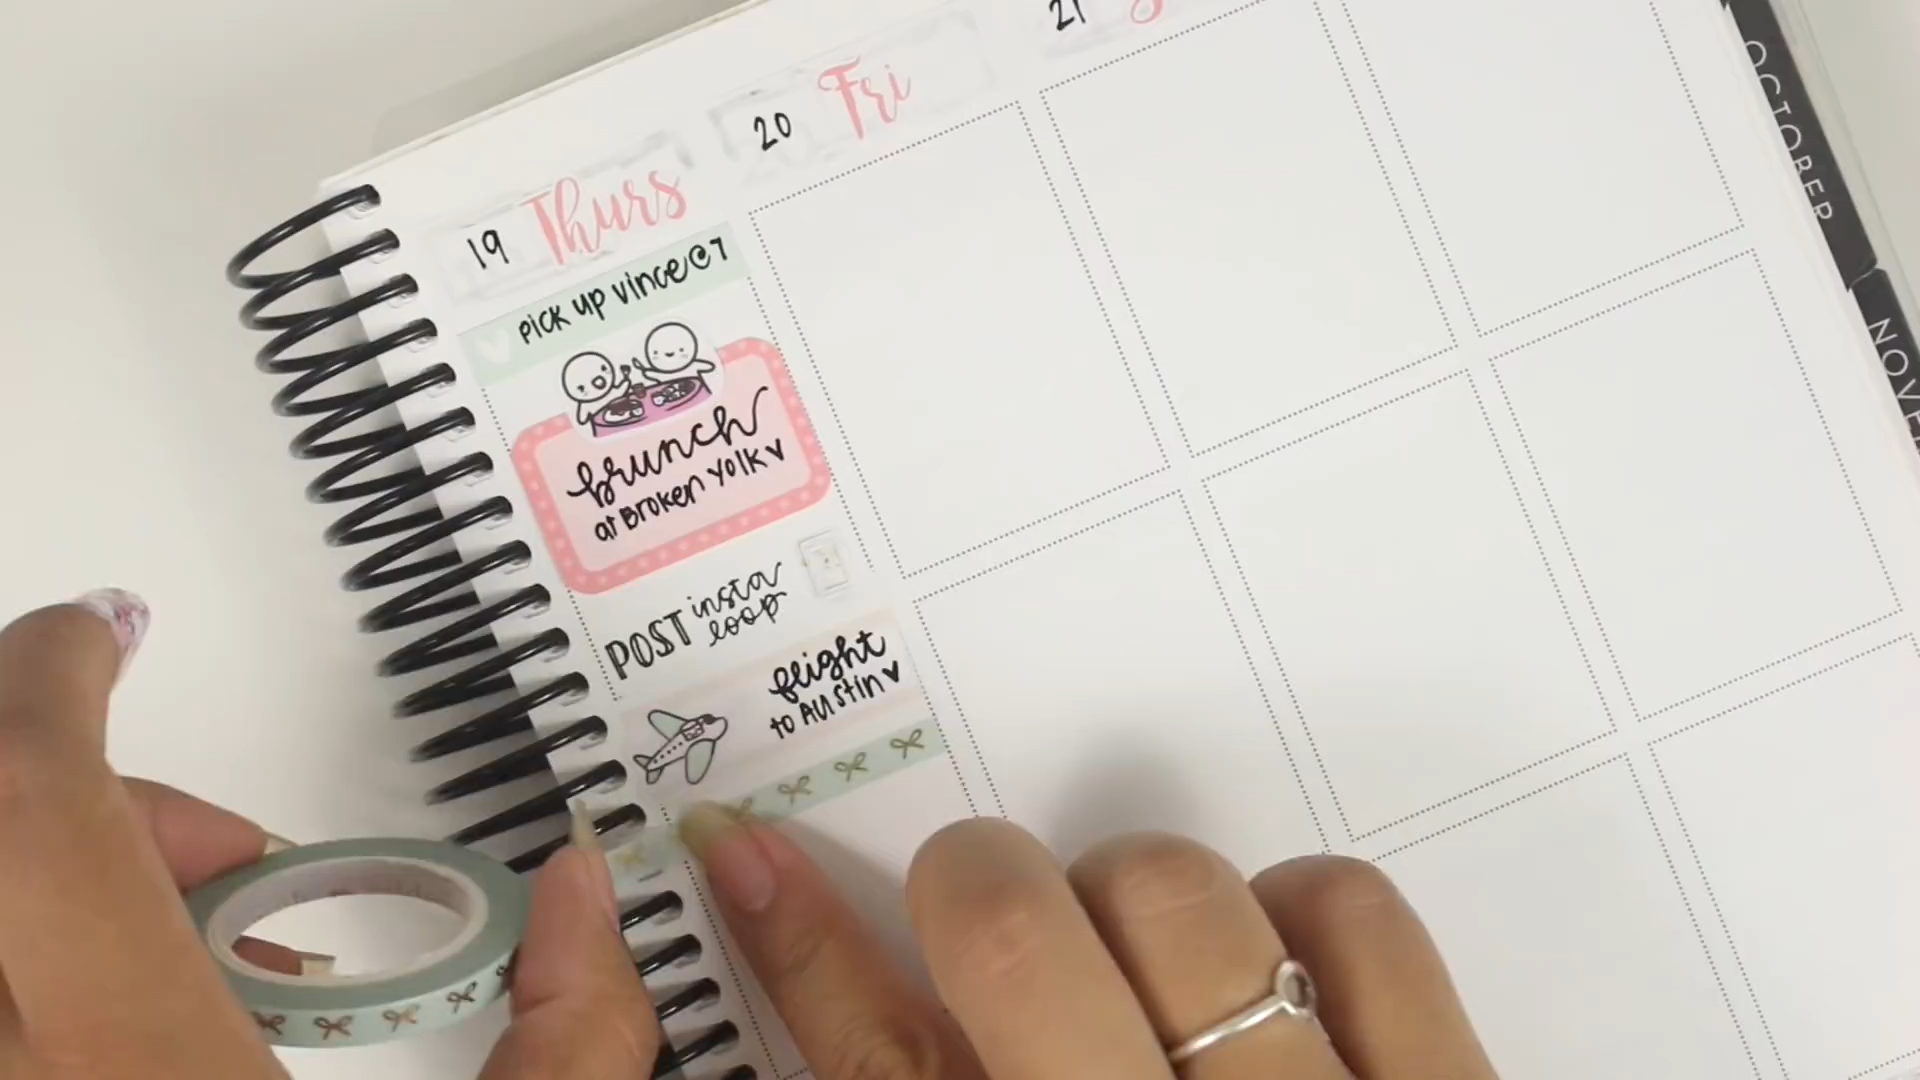 19 Thurs
20 Fri
21
pick up vince@7
brunch
at Broken Yolk
POST insta
loop
flight
to Austin
OCTOBER
NOVE